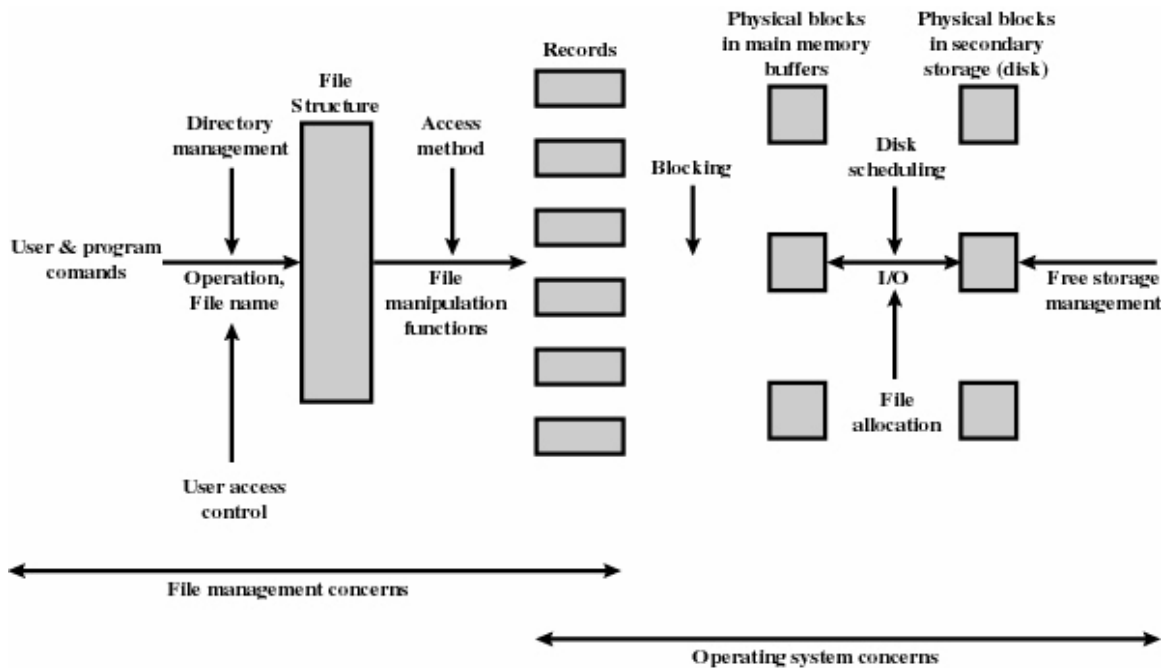 Physical blocks
in main memory
buffers
Physical blocks
in secondary
storage (disk)
Records
File
Structure
Directory
management
Access
method
Blocking
Disk
scheduling
User & program
comands
Operation,
File name
File
manipulation
functions
I/O
Free storage
management
File
allocation
User access
control
File management concerns
Operating system concerns